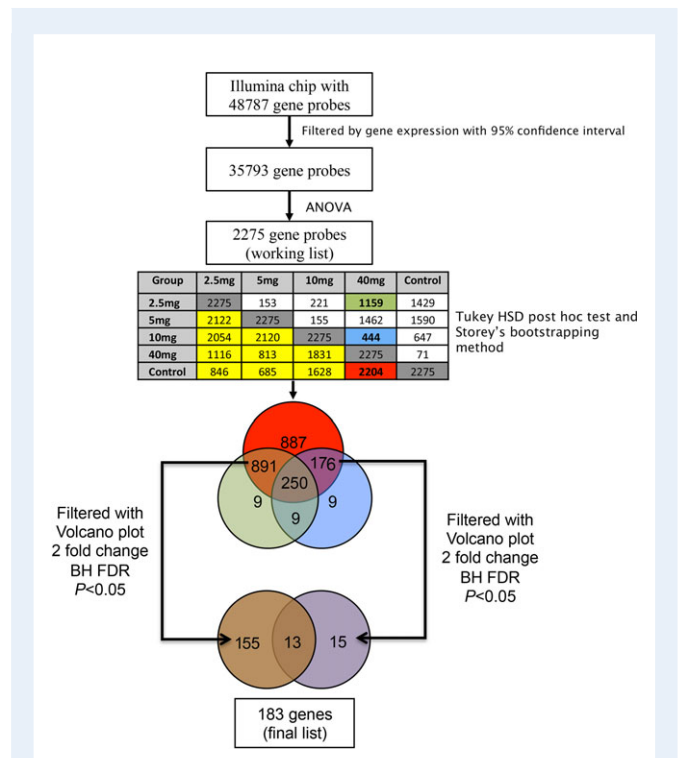 Illumina chip with
48787 gene probes
Filtered by gene expression with 95% confidence interval
35793 gene probes
ANOVA
2275 gene probes
(working list)
Group 2.5mg 5mg 10mg 40mg Control
2.5mg 2275 153 221 1159 1429
5mg 2122 2275 155 1462 1590
10mg 2054 2120 2275 444 647
40mg 1116 813 1831 2275 71
Control 846 685 1628 2204 2275
Tukey HSD post hoc test and
Storey's bootstrapping
method
887
891 176
250
9 9
9
Filtered with
Volcano plot
2 fold change
BH FDR
P<0.05
Filtered with
Volcano plot
2 fold change
BH FDR
P<0.05
155 13 15
183 genes
(final list)